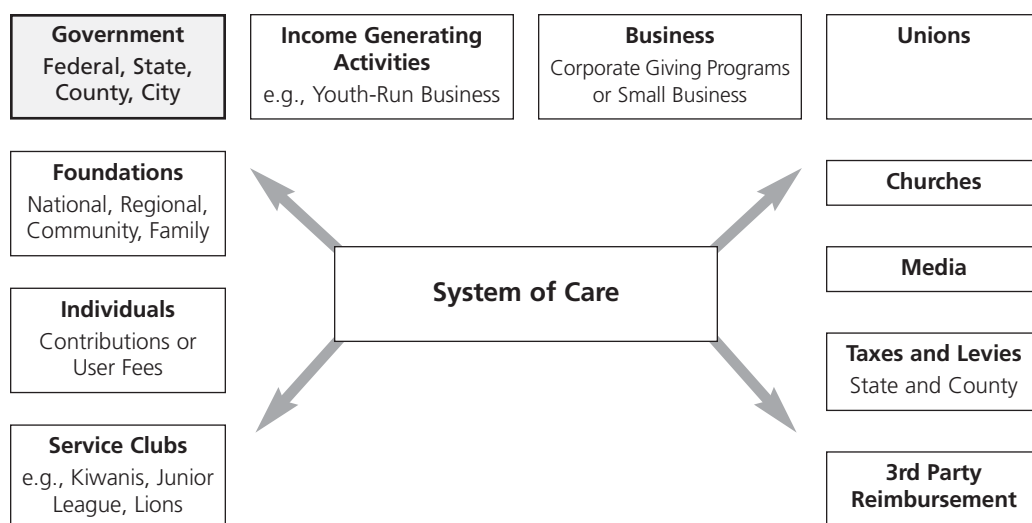 Government
Federal, State,
County, City
Income Generating
Activities
e.g., Youth-Run Business
Business
Corporate Giving Programs
or Small Business
Unions
Foundations
National, Regional,
Community, Family
Churches
System of Care
Media
Individuals
Contributions or
User Fees
Taxes and Levies
State and County
Service Clubs
e.g., Kiwanis, Junior
League, Lions
3rd Party
Reimbursement